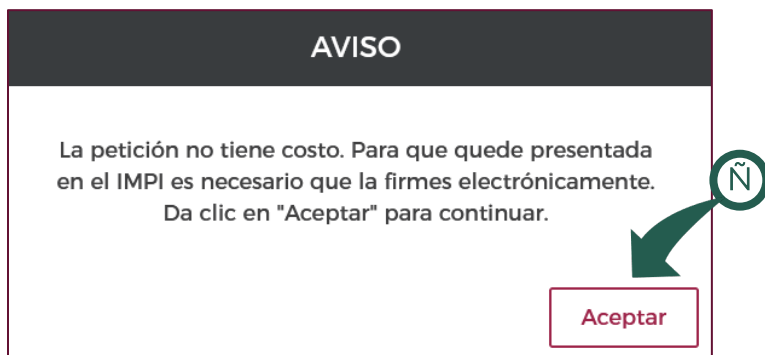 AVISO
La petición no tiene costo. Para que quede presentada
en el IMPI es necesario que la firmes electrónicamente.
Da clic en "Aceptar" para continuar.
Ñ
Aceptar